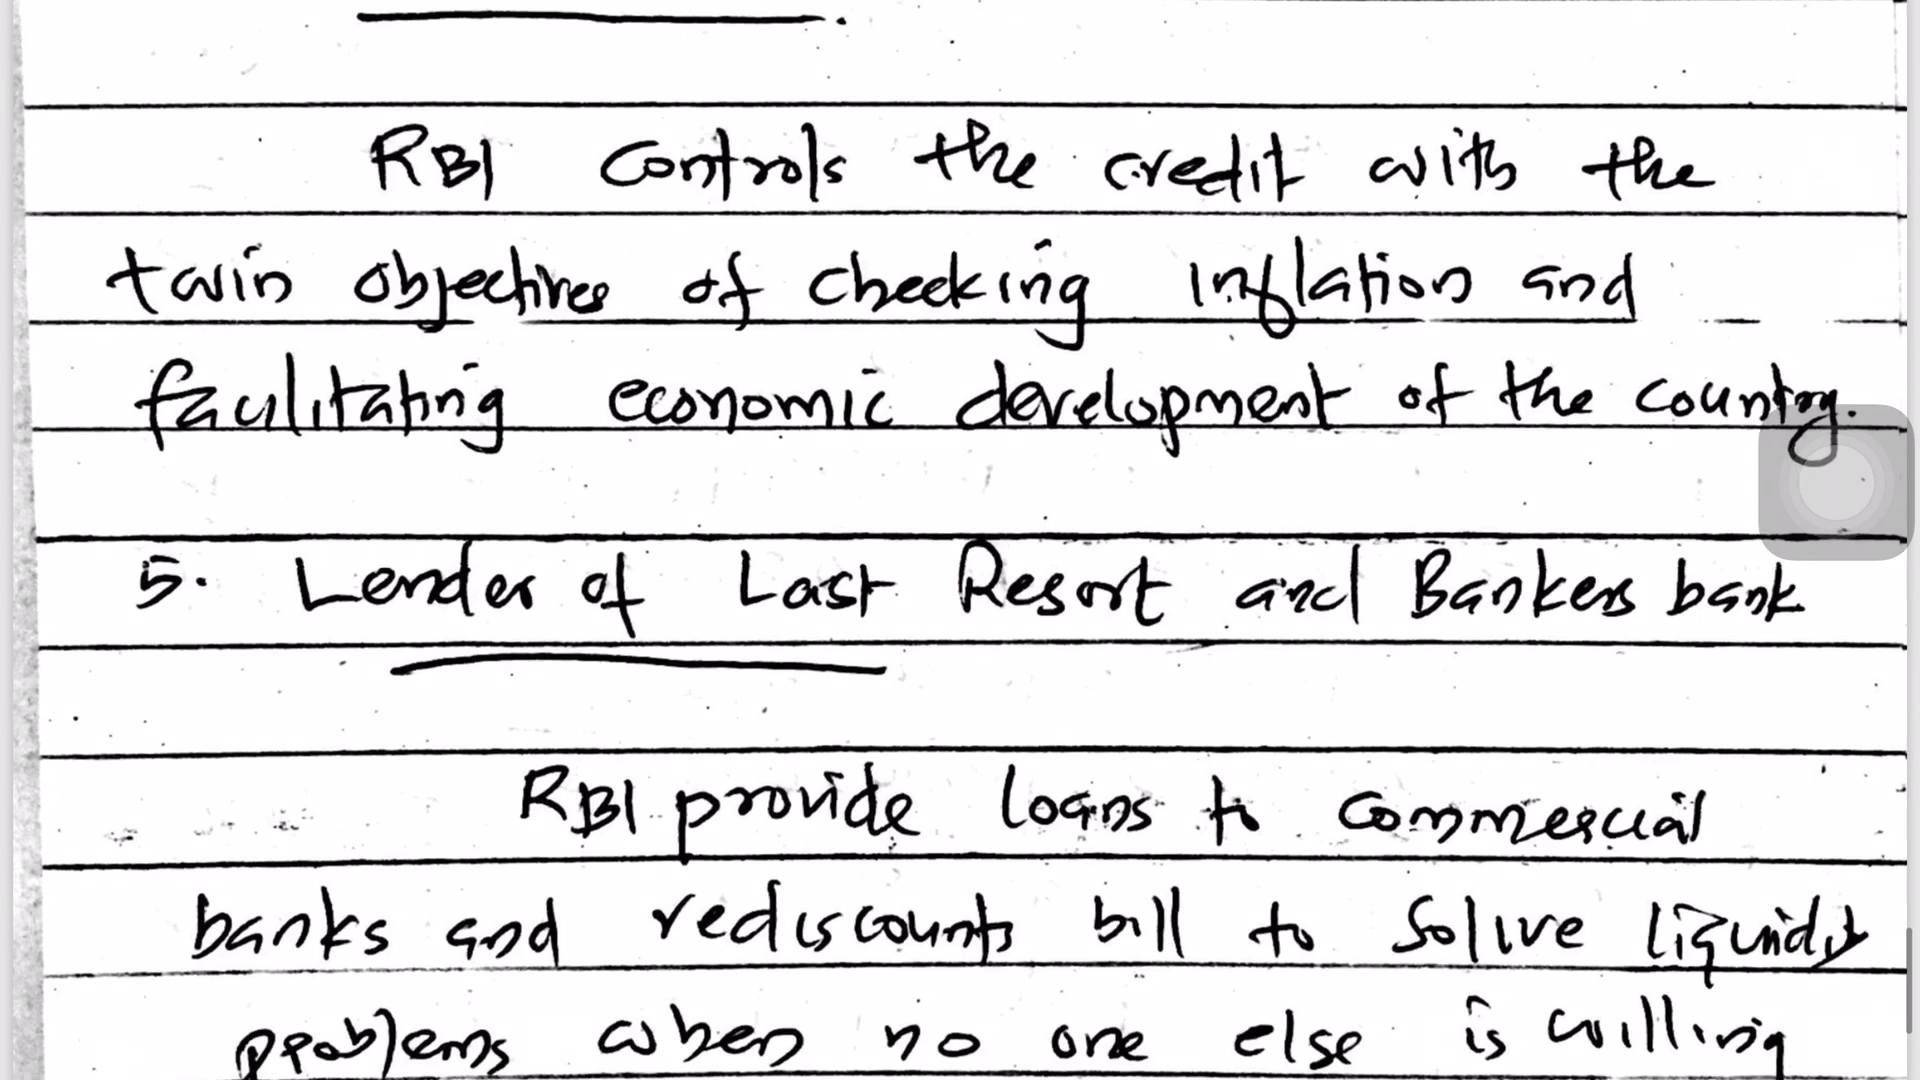 RBI controls the credit with the
twin objectives of checking inflation and
facilitating economic development of the country.
5. Lender of Last Resort and Bankers bank
RBI provide loans to commercial
banks and rediscounts bill to solve liquidity
problems when no one else is willing